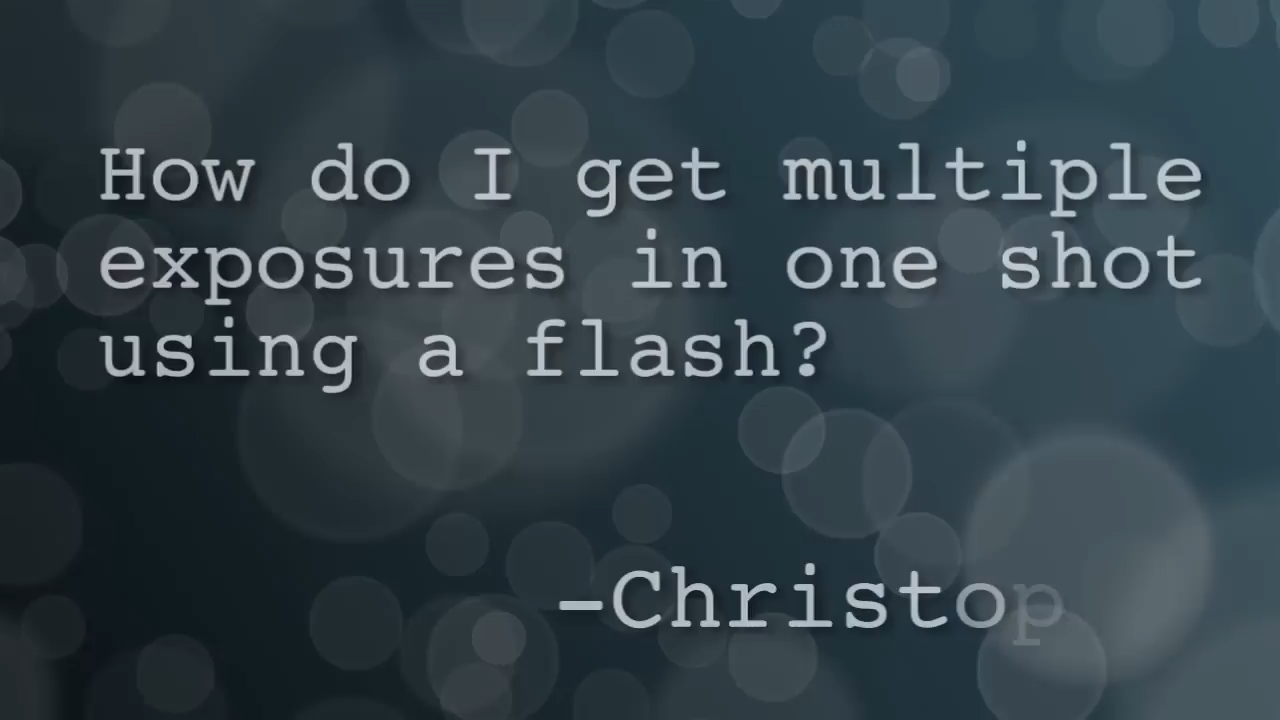 How do I get multiple
exposures in one shot
using a flash?
-Christop